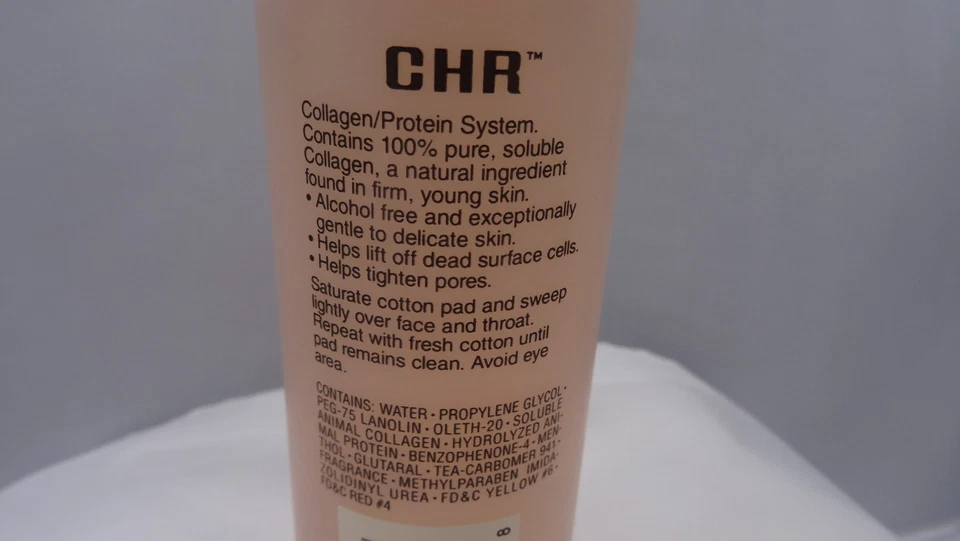 CHR™
Collagen/Protein System.
Contains 100% pure, soluble
Collagen, a natural ingredient
found in firm, young skin.
• Alcohol free and exceptionally
gentle to delicate skin.
• Helps lift off dead surface cells.
• Helps tighten pores.
Saturate cotton pad and sweep
lightly over face and throat.
Repeat with fresh cotton until
pad remains clean. Avoid eye
area.
CONTAINS: WATER • PROPYLENE GLYCOL •
PEG-75 LANOLIN • OLETH-20 • SOLUBLE
ANIMAL COLLAGEN • HYDROLYZED ANI-
MAL PROTEIN • BENZOPHENONE-4 • MEN-
THOL • GLUTARAL • TEA-CARBOMER 941 •
FRAGRANCE • METHYLPARABEN IMIDA-
ZOLIDINYL UREA • FD&C YELLOW #6 •
FD&C RED #4
8